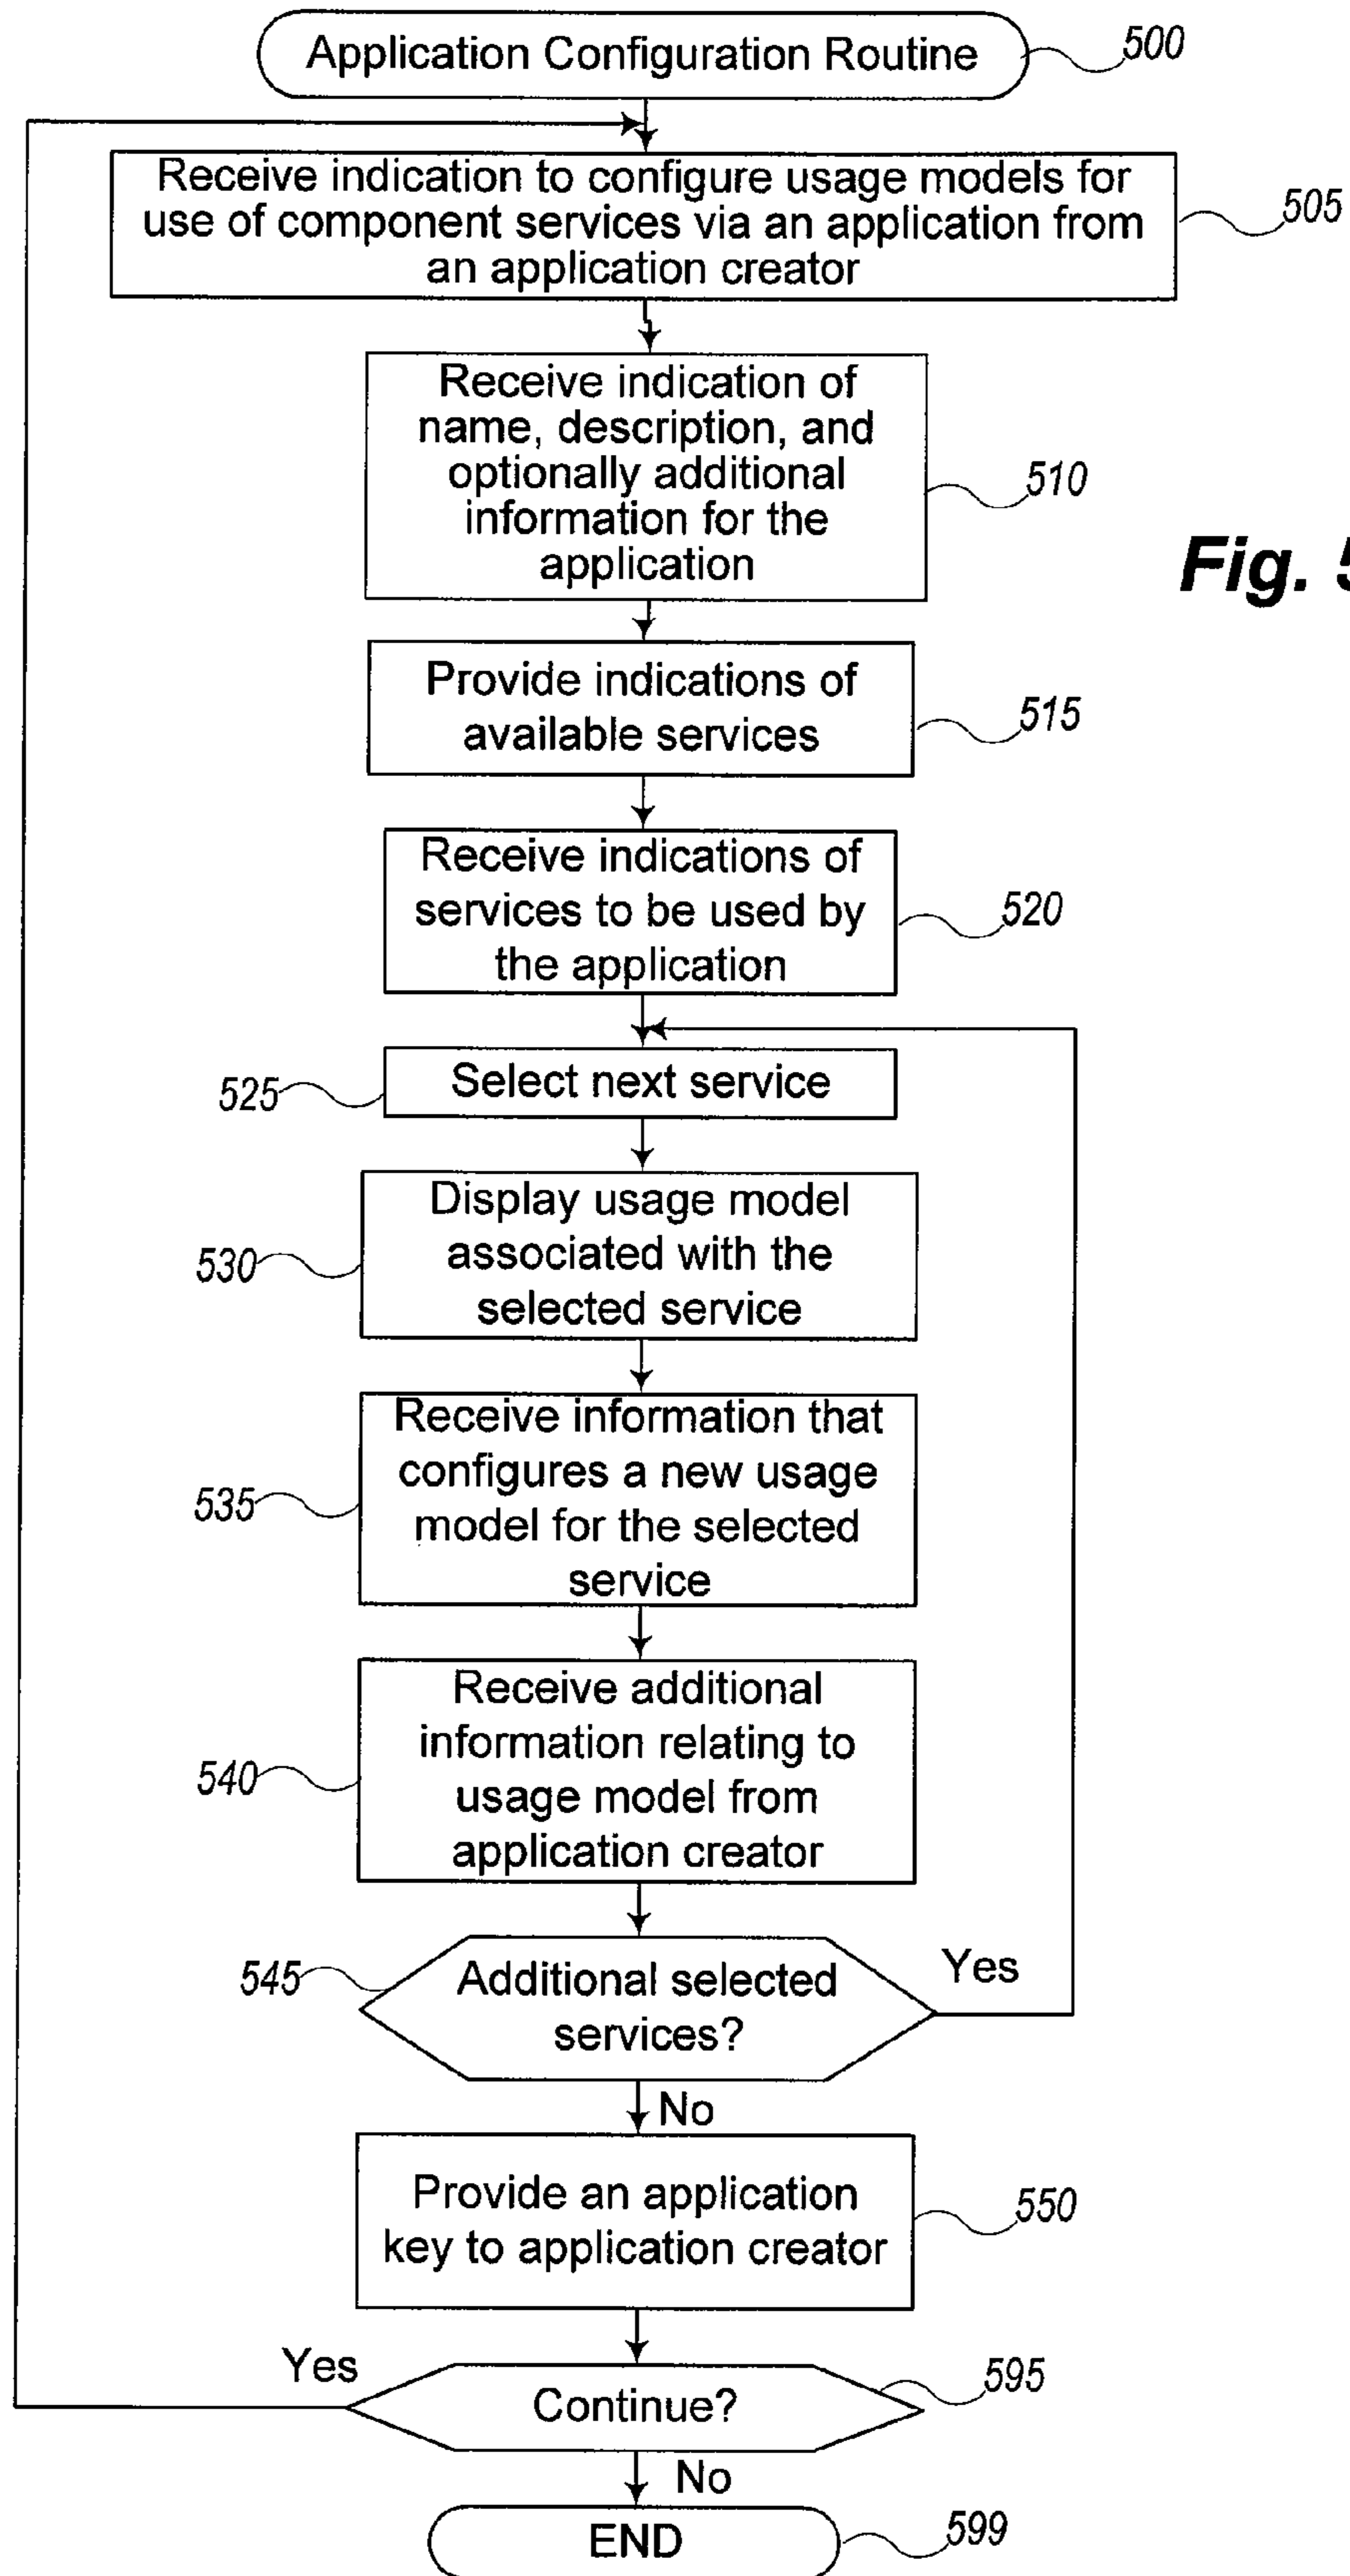 Application Configuration Routine
500
Receive indication to configure usage models for
use of component services via an application from
an application creator
505
Receive indication of
name, description, and
optionally additional
information for the
application
510
Fig. 5
Provide indications of
available services
515
Receive indications of
services to be used by
the application
520
Select next service
525
Display usage model
associated with the
selected service
530
Receive information that
configures a new usage
model for the selected
service
535
Receive additional
information relating to
usage model from
application creator
540
545
Additional selected
services?
Yes
No
Provide an application
key to application creator
550
Yes
Continue?
595
No
END
599